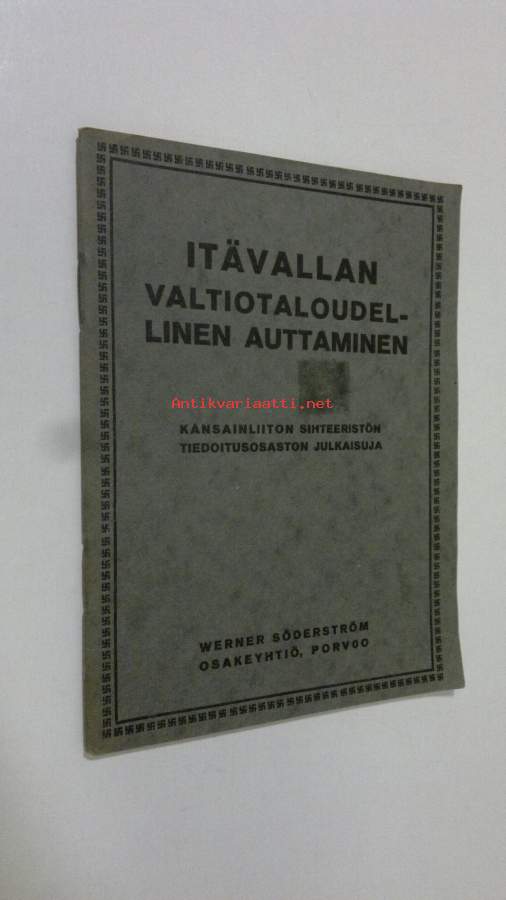 ITÄVALLAN
VALTIOTALOUDEL-
LINEN AUTTAMINEN
Antikvariaatti.net
KANSAINLIITON SIHTEERISTÖN
TIEDOITUSOSASTON JULKAISUJA
WERNER SÖDERSTRÖM
OSAKEYHTIÖ, PORVOO